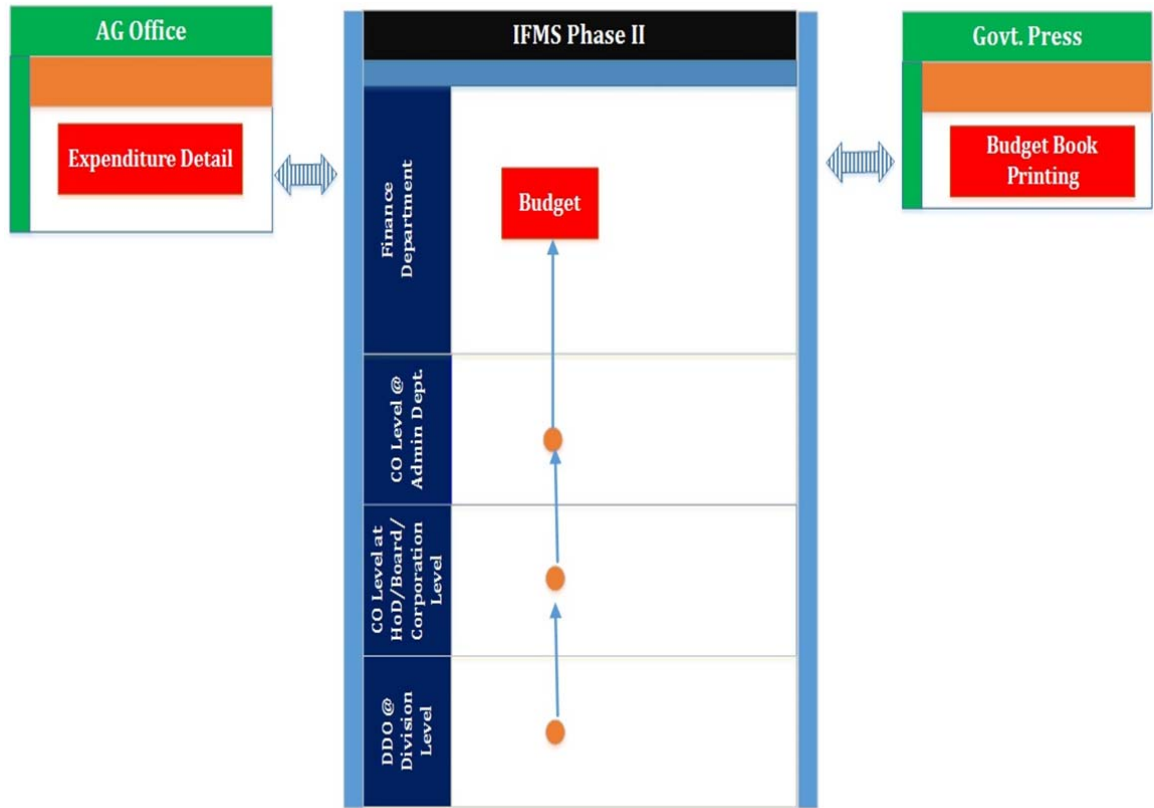 AG Office
Expenditure Detail
IFMS Phase II
Finance
Department
Budget
CO Level @
Admin Dept.
CO Level at
HoD/Board/
Corporation
Level
DDO @
Division
Level
Govt. Press
Budget Book
Printing